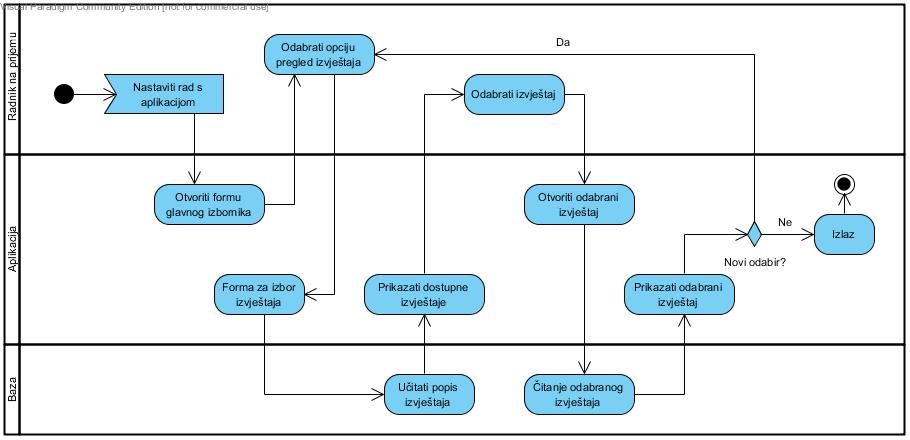 Visual Paradigm Community Edition [not for commercial use]
Radnik na prijemu
Odabrati opciju
pregled izvještaja
Da
Nastaviti rad s
aplikacijom
Odabrati izvještaj
Aplikacija
Otvoriti formu
glavnog izbornika
Otvoriti odabrani
izvještaj
Ne
Izlaz
Novi odabir?
Forma za izbor
izvještaja
Prikazati dostupne
izvještaje
Prikazati odabrani
izvještaj
Baza
Učitati popis
izvještaja
Čitanje odabranog
izvještaja